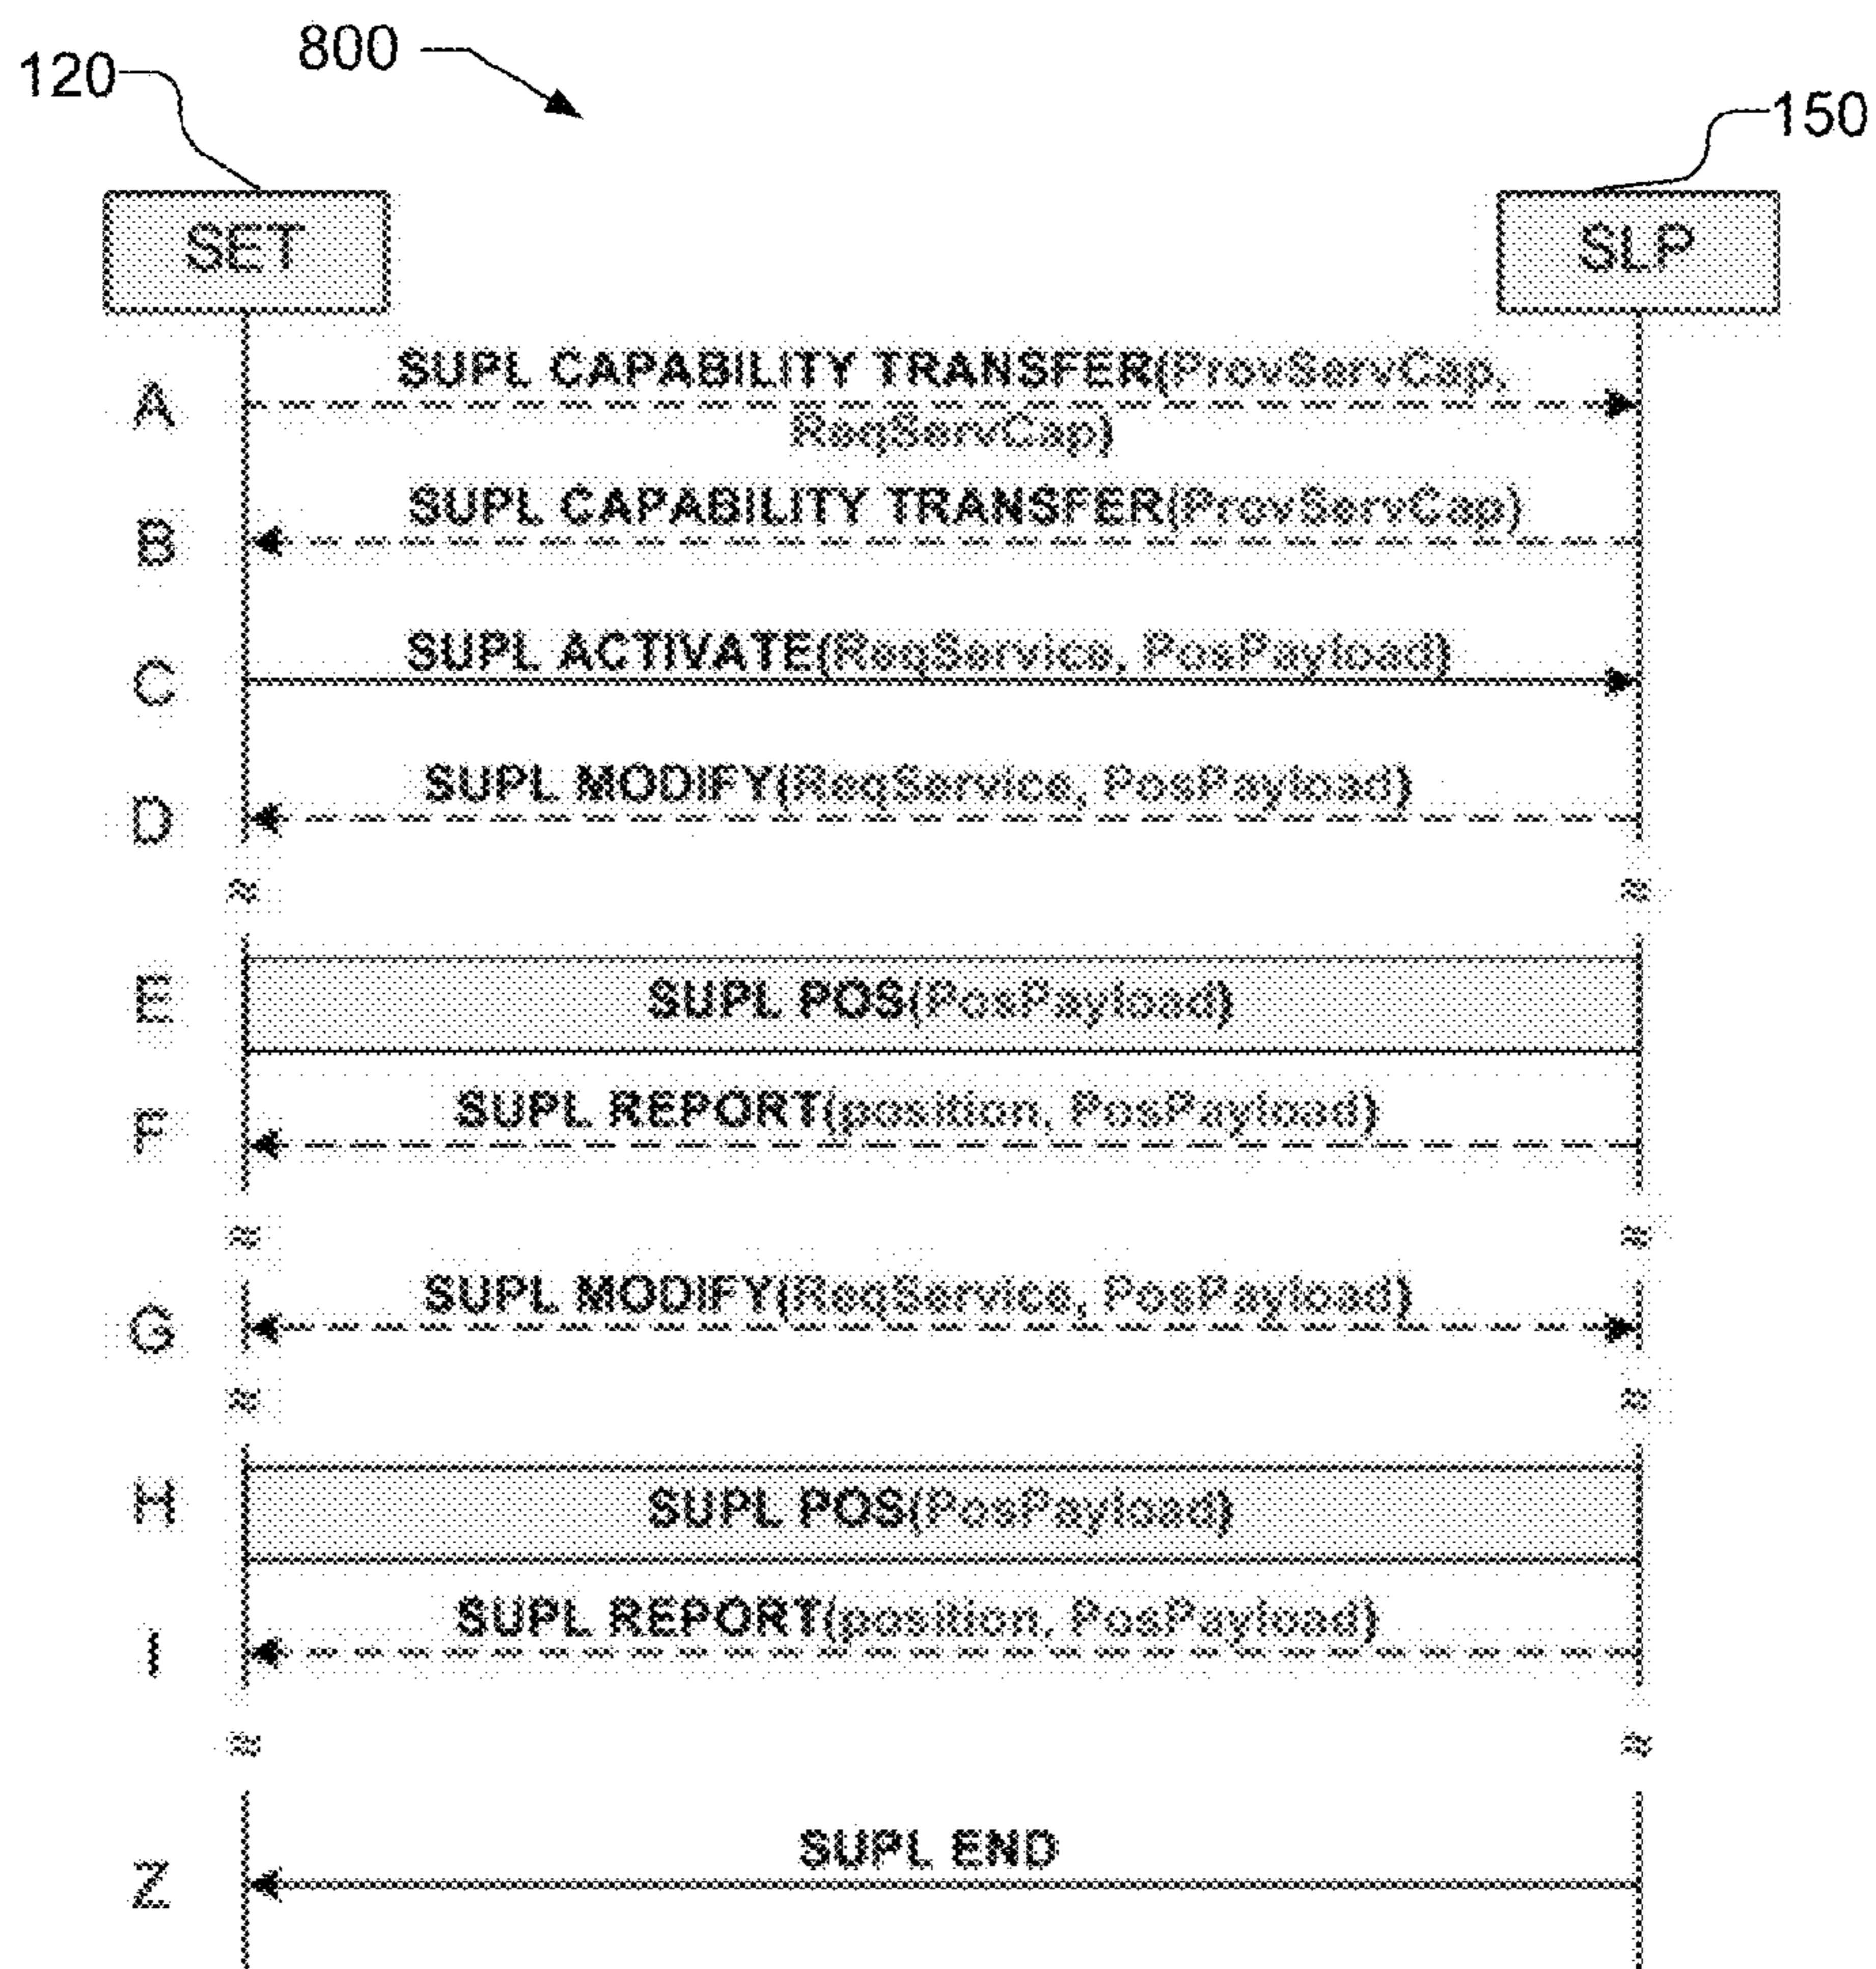 800
120
150
SET
SLP
A
SUPL CAPABILITY TRANSFER(ProvServCap,
ReqServCap)
B
SUPL CAPABILITY TRANSFER(ProvServCap)
C
SUPL ACTIVATE(ReqService, PosPayload)
D
SUPL MODIFY(ReqService, PosPayload)
≈ ≈
E
SUPL POS(PosPayload)
F
SUPL REPORT(position, PosPayload)
≈ ≈
G
SUPL MODIFY(ReqService, PosPayload)
≈ ≈
H
SUPL POS(PosPayload)
I
SUPL REPORT(position, PosPayload)
≈ ≈
Z
SUPL END